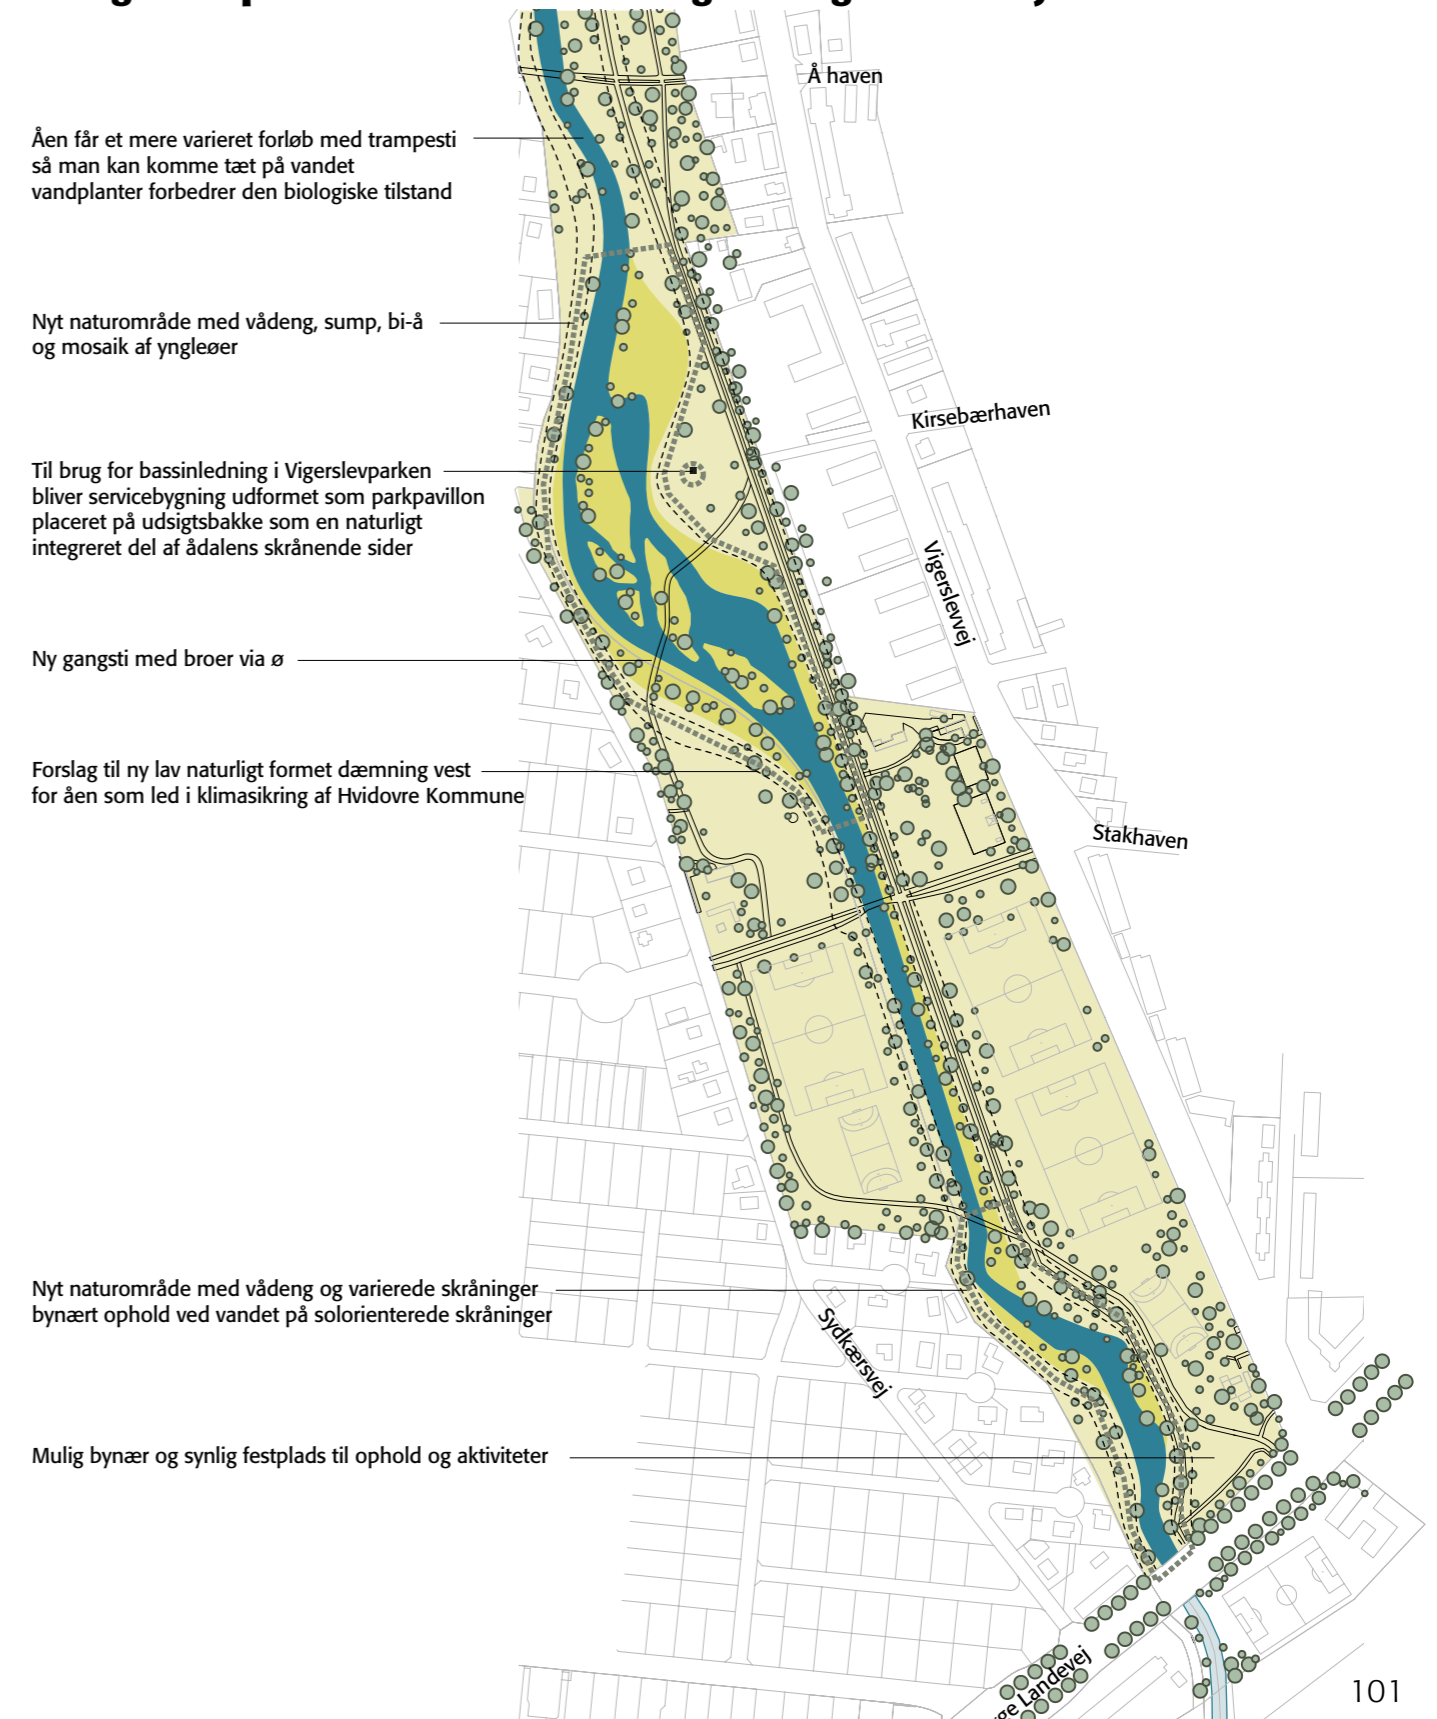 Å haven
Åen får et mere varieret forløb med trampesti
så man kan komme tæt på vandet
vandplanter forbedrer den biologiske tilstand
Nyt naturområde med vådeng, sump, bi-å
og mosaik af yngleøer
Kirsebærhaven
Til brug for bassinledning i Vigerslevparken
bliver servicebygning udformet som parkpavillon
placeret på udsigtsbakke som en naturligt
integreret del af ådalens skrånende sider
Vigerslevvej
Ny gangsti med broer via ø
Forslag til ny lav naturligt formet dæmning vest
for åen som led i klimasikring af Hvidovre Kommune
Stakhaven
Nyt naturområde med vådeng og varierede skråninger
bynært ophold ved vandet på solorienterede skråninger
Sydkærsvej
Mulig bynær og synlig festplads til ophold og aktiviteter
Landevej
101